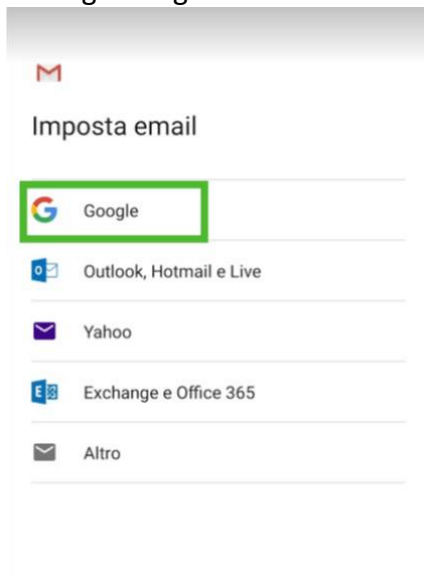 Imposta email
Google
Outlook, Hotmail e Live
Yahoo
Exchange e Office 365
Altro